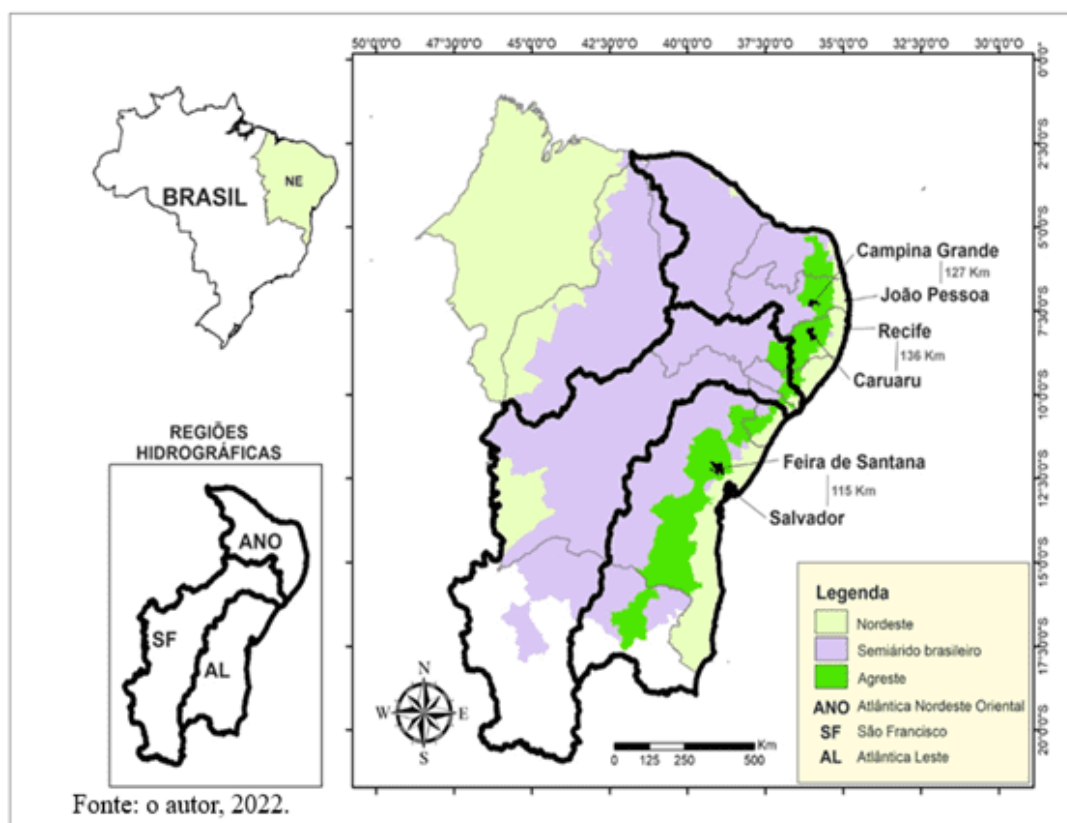 50°0'0"O 47°30'0"O 45°0'0"O 42°30'0"O 40°0'0"O 37°30'0"O 35°0'0"O 32°30'0"O 30°0'0"O
0°0'0"
2°30'0"S
5°0'0"S
7°30'0"S
10°0'0"S
12°30'0"S
15°0'0"S
17°30'0"S
20°0'0"S
BRASIL
NE
Campina Grande
127 Km
João Pessoa
Recife
136 Km
Caruaru
Feira de Santana
115 Km
Salvador
REGIÕES
HIDROGRÁFICAS
ANO
SF
AL
N
W E
S
Km
0 125 250 500
Legenda
Nordeste
Semiárido brasileiro
Agreste
ANO Atlântica Nordeste Oriental
SF São Francisco
AL Atlântica Leste
Fonte: o autor, 2022.